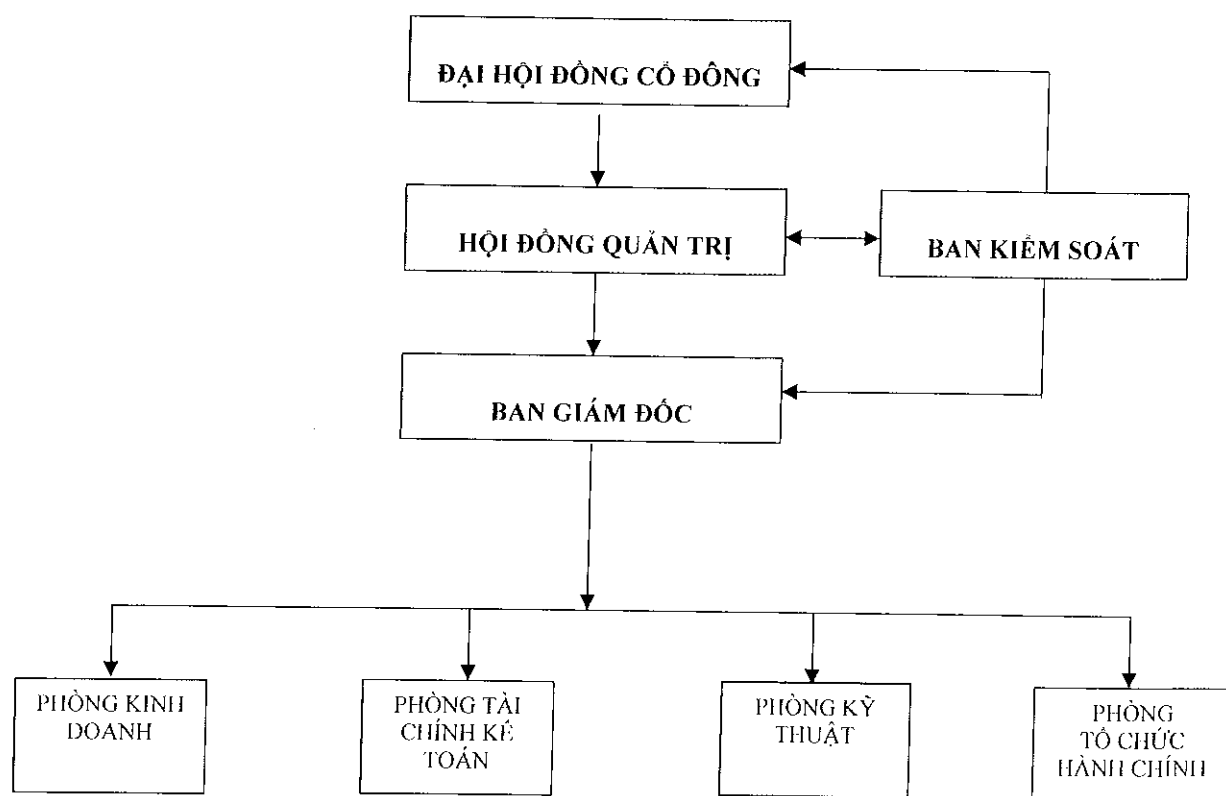 ĐẠI HỘI ĐỒNG CỔ ĐÔNG
HỘI ĐỒNG QUẢN TRỊ
BAN KIỂM SOÁT
BAN GIÁM ĐỐC
PHÒNG KINH
DOANH
PHÒNG TÀI
CHÍNH KẾ
TOÁN
PHÒNG KỸ
THUẬT
PHÒNG
TỔ CHỨC
HÀNH CHÍNH